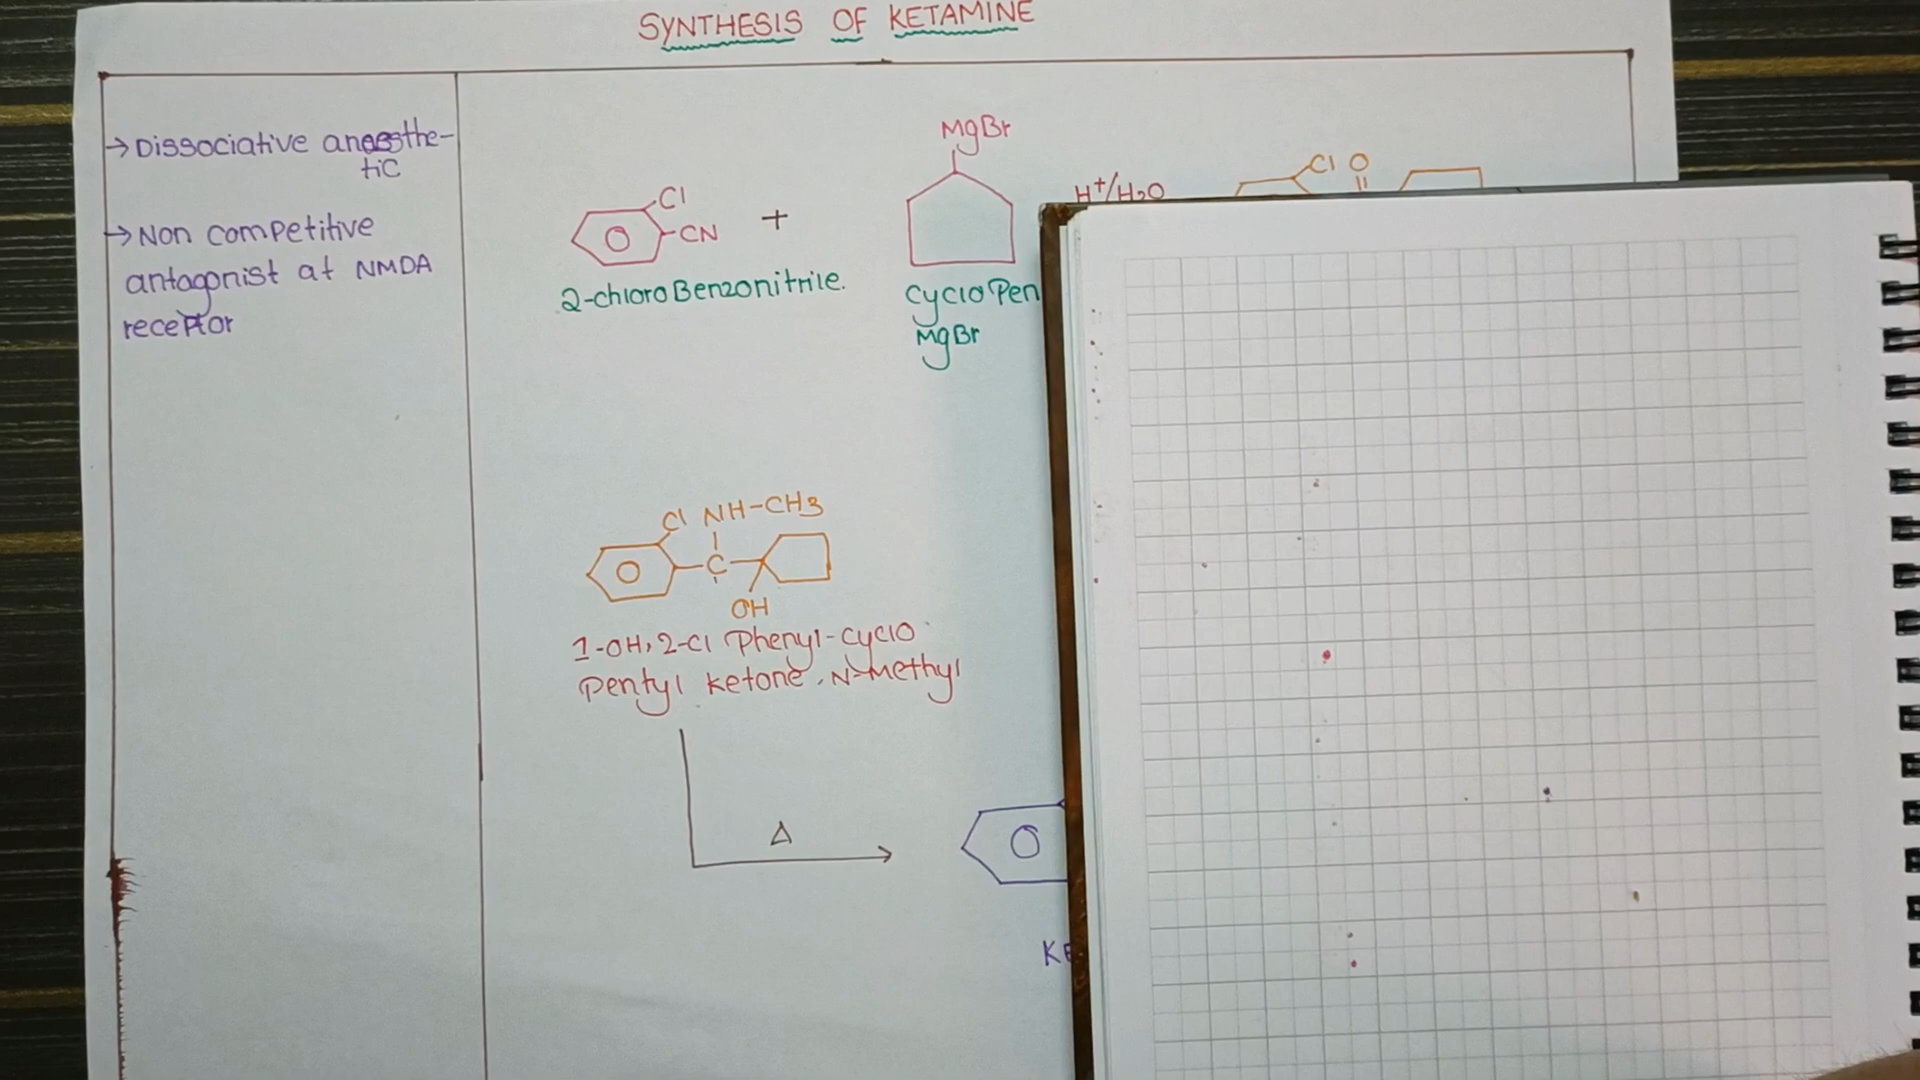 SYNTHESIS OF KETAMINE
→ Dissociative anaesthe-
tic
→ Non competitive
antagonist at NMDA
receptor
Cl
CN
2-chloro Benzonitrile.
+
MgBr
Cyclo Pen
MgBr
H+/H2O
Cl O
Cl NH-CH3
C
OH
1-OH, 2-Cl Phenyl-cyclo
Pentyl ketone, N-methyl
Δ
KE